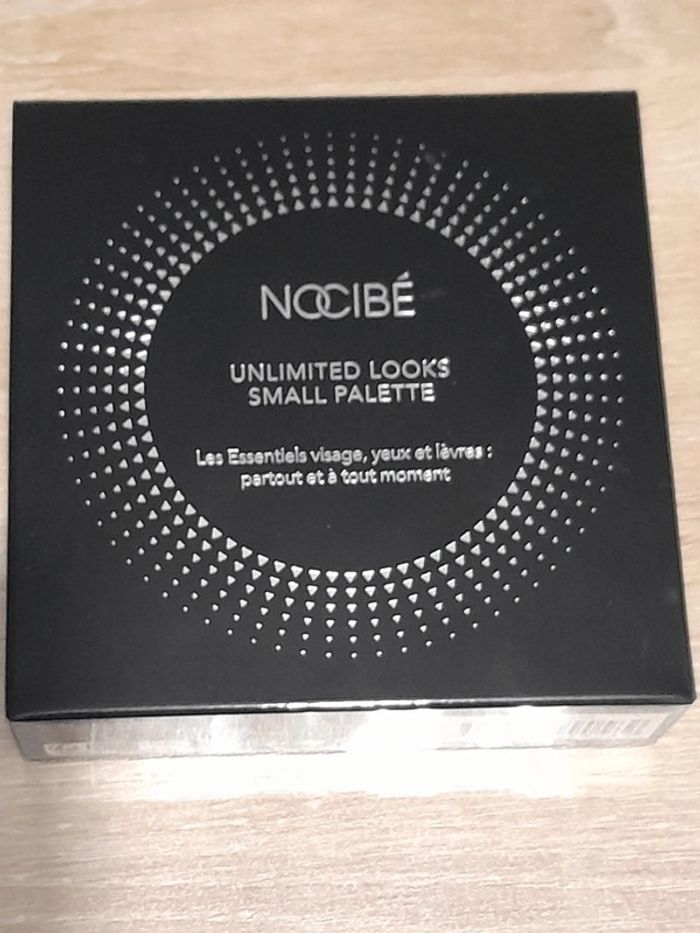 NOCIBÉ
UNLIMITED LOOKS
SMALL PALETTE
Les Essentiels visage, yeux et lèvres :
partout et à tout moment